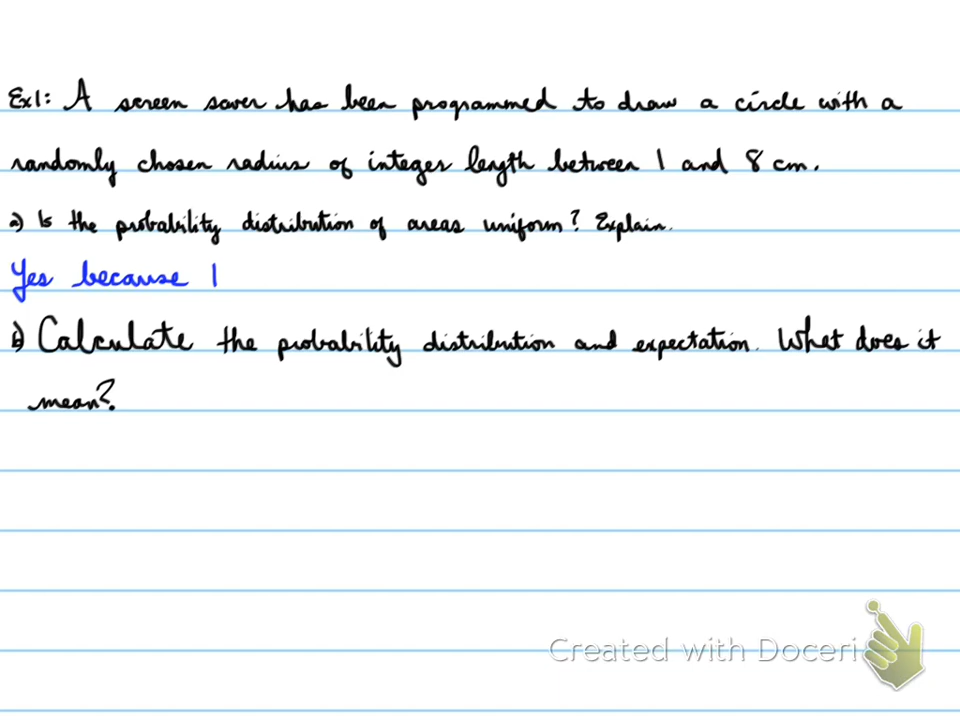 Ex1: A screen saver has been programmed to draw a circle with a
randomly chosen radius of integer length between 1 and 8 cm.
a) Is the probability distribution of areas uniform? Explain.
Yes because 1
b) Calculate the probability distribution and expectation. What does it
mean?
Created with Doceri